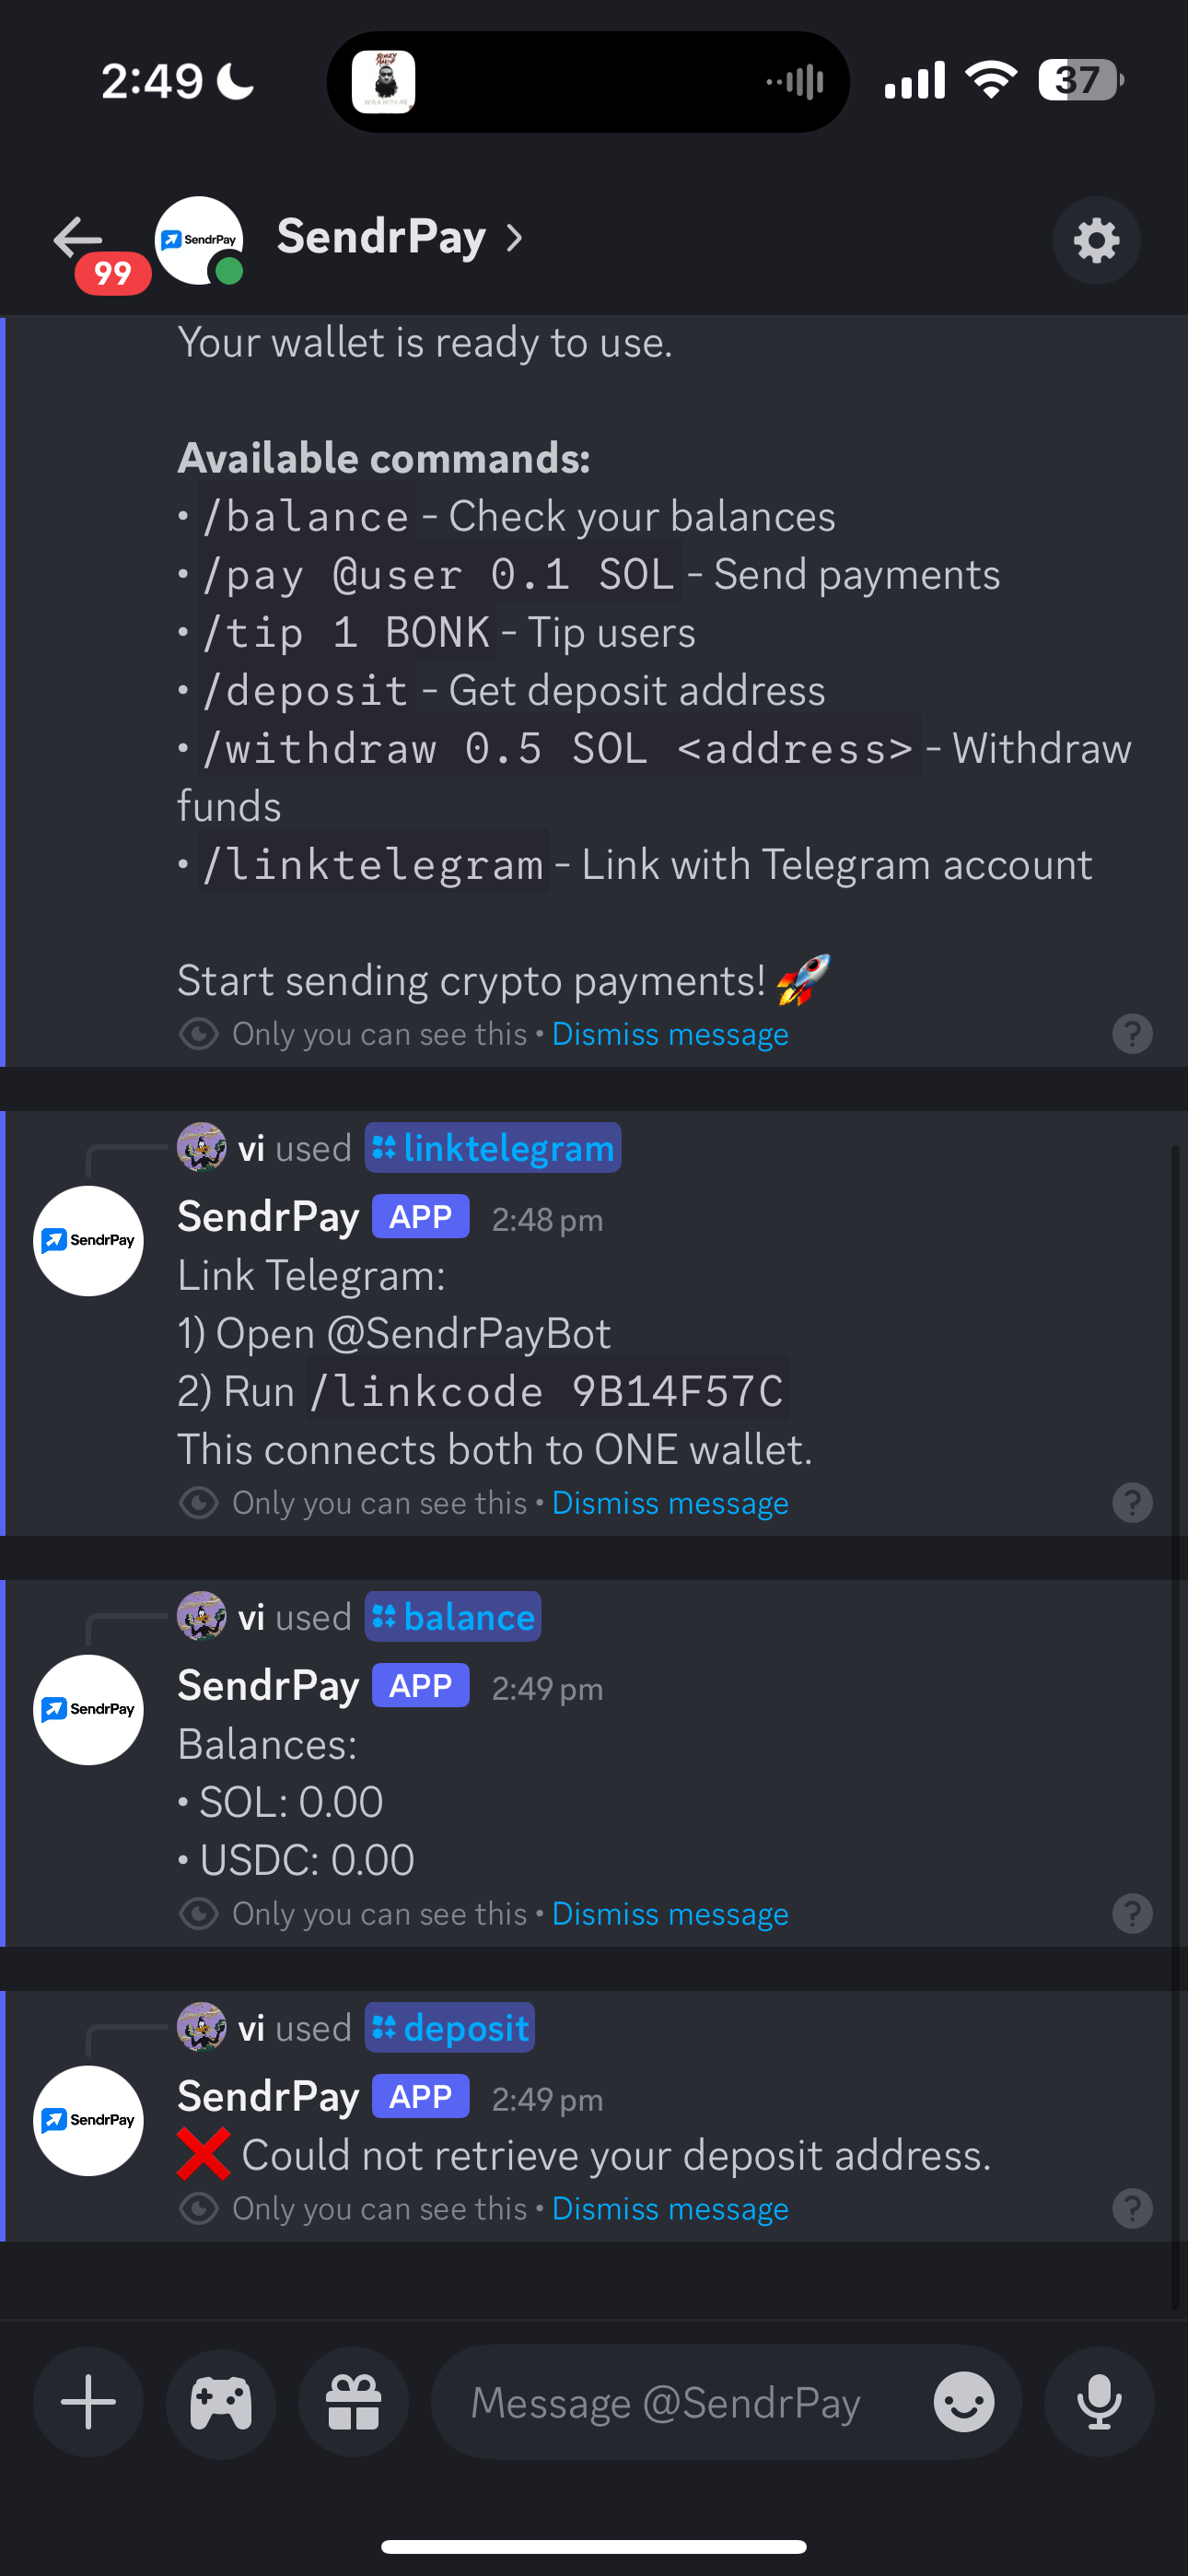 2:49
37
99
SendrPay
SendrPay
Your wallet is ready to use.
Available commands:
• /balance - Check your balances
• /pay @user 0.1 SOL - Send payments
• /tip 1 BONK - Tip users
• /deposit - Get deposit address
• /withdraw 0.5 SOL <address> - Withdraw
funds
• /linktelegram - Link with Telegram account
Start sending crypto payments! 🚀
Only you can see this • Dismiss message
?
vi used linktelegram
SendrPay
SendrPay APP 2:48 pm
Link Telegram:
1) Open @SendrPayBot
2) Run /linkcode 9B14F57C
This connects both to ONE wallet.
Only you can see this • Dismiss message
?
vi used balance
SendrPay
SendrPay APP 2:49 pm
Balances:
• SOL: 0.00
• USDC: 0.00
Only you can see this • Dismiss message
?
vi used deposit
SendrPay
SendrPay APP 2:49 pm
❌ Could not retrieve your deposit address.
Only you can see this • Dismiss message
?
Message @SendrPay